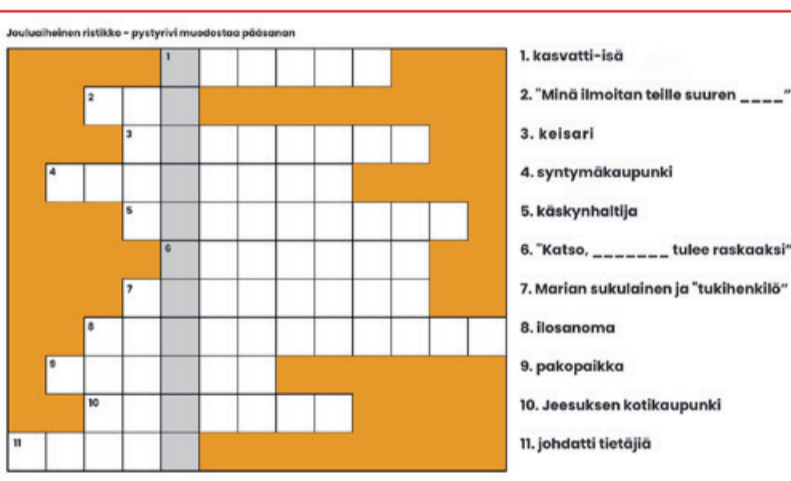 Jouluaiheinen ristikko - pystyrivi muodostaa pääsanan
1
2
3
4
5
6
7
8
9
10
11
1. kasvatti-isä
2. "Minä ilmoitan teille suuren ____"
3. keisari
4. syntymäkaupunki
5. käskynhaltija
6. "Katso, _______ tulee raskaaksi"
7. Marian sukulainen ja "tukihenkilö"
8. ilosanoma
9. pakopaikka
10. Jeesuksen kotikaupunki
11. johdatti tietäjiä